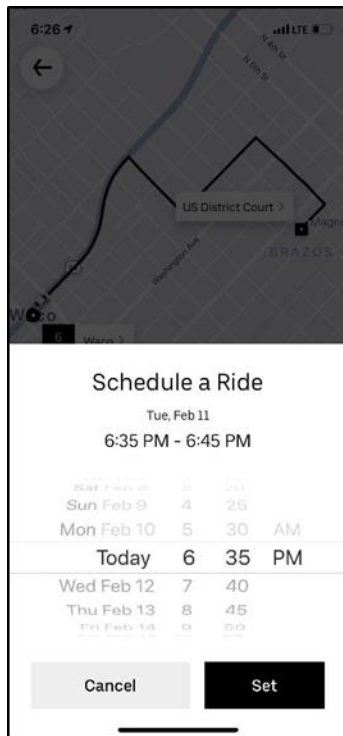 6:26 LTE
N 4th St
N 5th St
US District Court >
Magn
BRAZOS
Washington Ave
Waco
6 Waco >
Schedule a Ride
Tue, Feb 11
6:35 PM - 6:45 PM
Sat Feb 8 3 20
Sun Feb 9 4 25
Mon Feb 10 5 30 AM
Today 6 35 PM
Wed Feb 12 7 40
Thu Feb 13 8 45
Fri Feb 14 9 50
Cancel Set